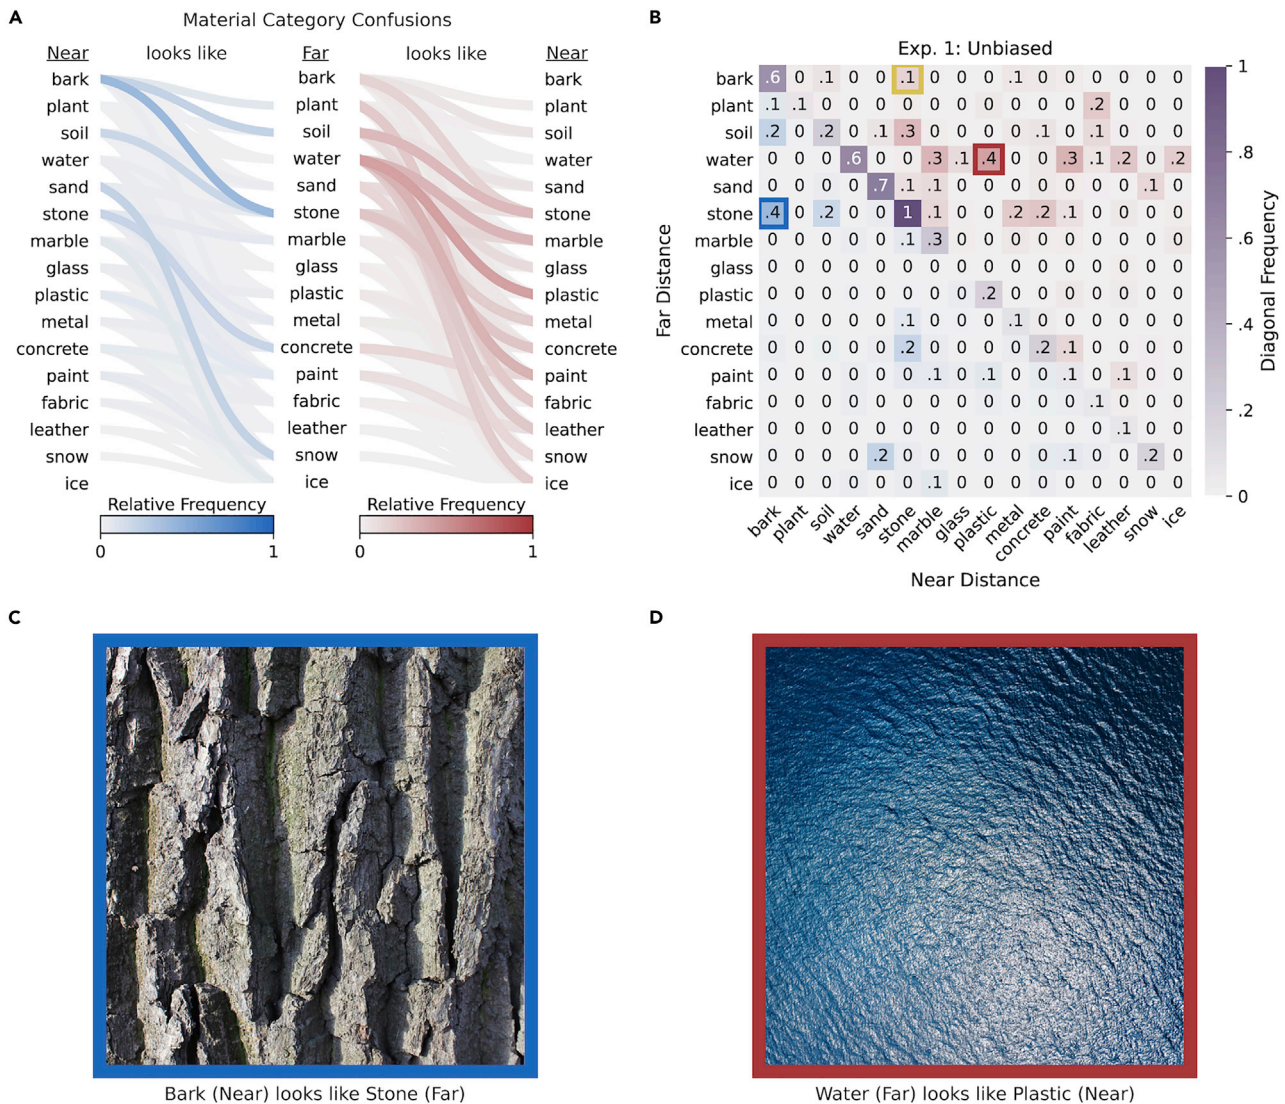 A
Material Category Confusions
Near looks like Far looks like Near
bark bark bark
plant plant plant
soil soil soil
water water water
sand sand sand
stone stone stone
marble marble marble
glass glass glass
plastic plastic plastic
metal metal metal
concrete concrete concrete
paint paint paint
fabric fabric fabric
leather leather leather
snow snow snow
ice ice ice
Relative Frequency Relative Frequency
0 1 0 1
B
Exp. 1: Unbiased
Far Distance
bark .6 0 .1 0 0 .1 0 0 0 .1 0 0 0 0 0 0
plant .1 .1 0 0 0 0 0 0 0 0 0 0 .2 0 0 0
soil .2 0 .2 0 .1 .3 0 0 0 0 .1 0 .1 0 0 0
water 0 0 0 .6 0 0 .3 .1 .4 0 0 .3 .1 .2 0 .2
sand 0 0 0 0 .7 .1 .1 0 0 0 0 0 0 0 .1 0
stone .4 0 .2 0 0 1 .1 0 0 .2 .2 .1 0 0 0 0
marble 0 0 0 0 0 .1 .3 0 0 0 0 0 0 0 0 0
glass 0 0 0 0 0 0 0 0 0 0 0 0 0 0 0 0
plastic 0 0 0 0 0 0 0 0 .2 0 0 0 0 0 0 0
metal 0 0 0 0 0 .1 0 0 0 .1 0 0 0 0 0 0
concrete 0 0 0 0 0 .2 0 0 0 0 .2 .1 0 0 0 0
paint 0 0 0 0 0 0 .1 0 .1 0 0 .1 0 .1 0 0
fabric 0 0 0 0 0 0 0 0 0 0 0 0 .1 0 0 0
leather 0 0 0 0 0 0 0 0 0 0 0 0 0 .1 0 0
snow 0 0 0 0 .2 0 0 0 0 0 0 .1 0 0 .2 0
ice 0 0 0 0 0 0 .1 0 0 0 0 0 0 0 0 0
bark plant soil water sand stone marble glass plastic metal concrete paint fabric leather snow ice
Near Distance
1
.8
.6
.4
.2
0
Diagonal Frequency
C
Bark (Near) looks like Stone (Far)
D
Water (Far) looks like Plastic (Near)